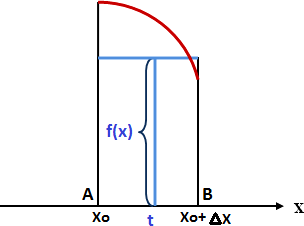 f(x)
A B
x
Xo t Xo+ ΔX